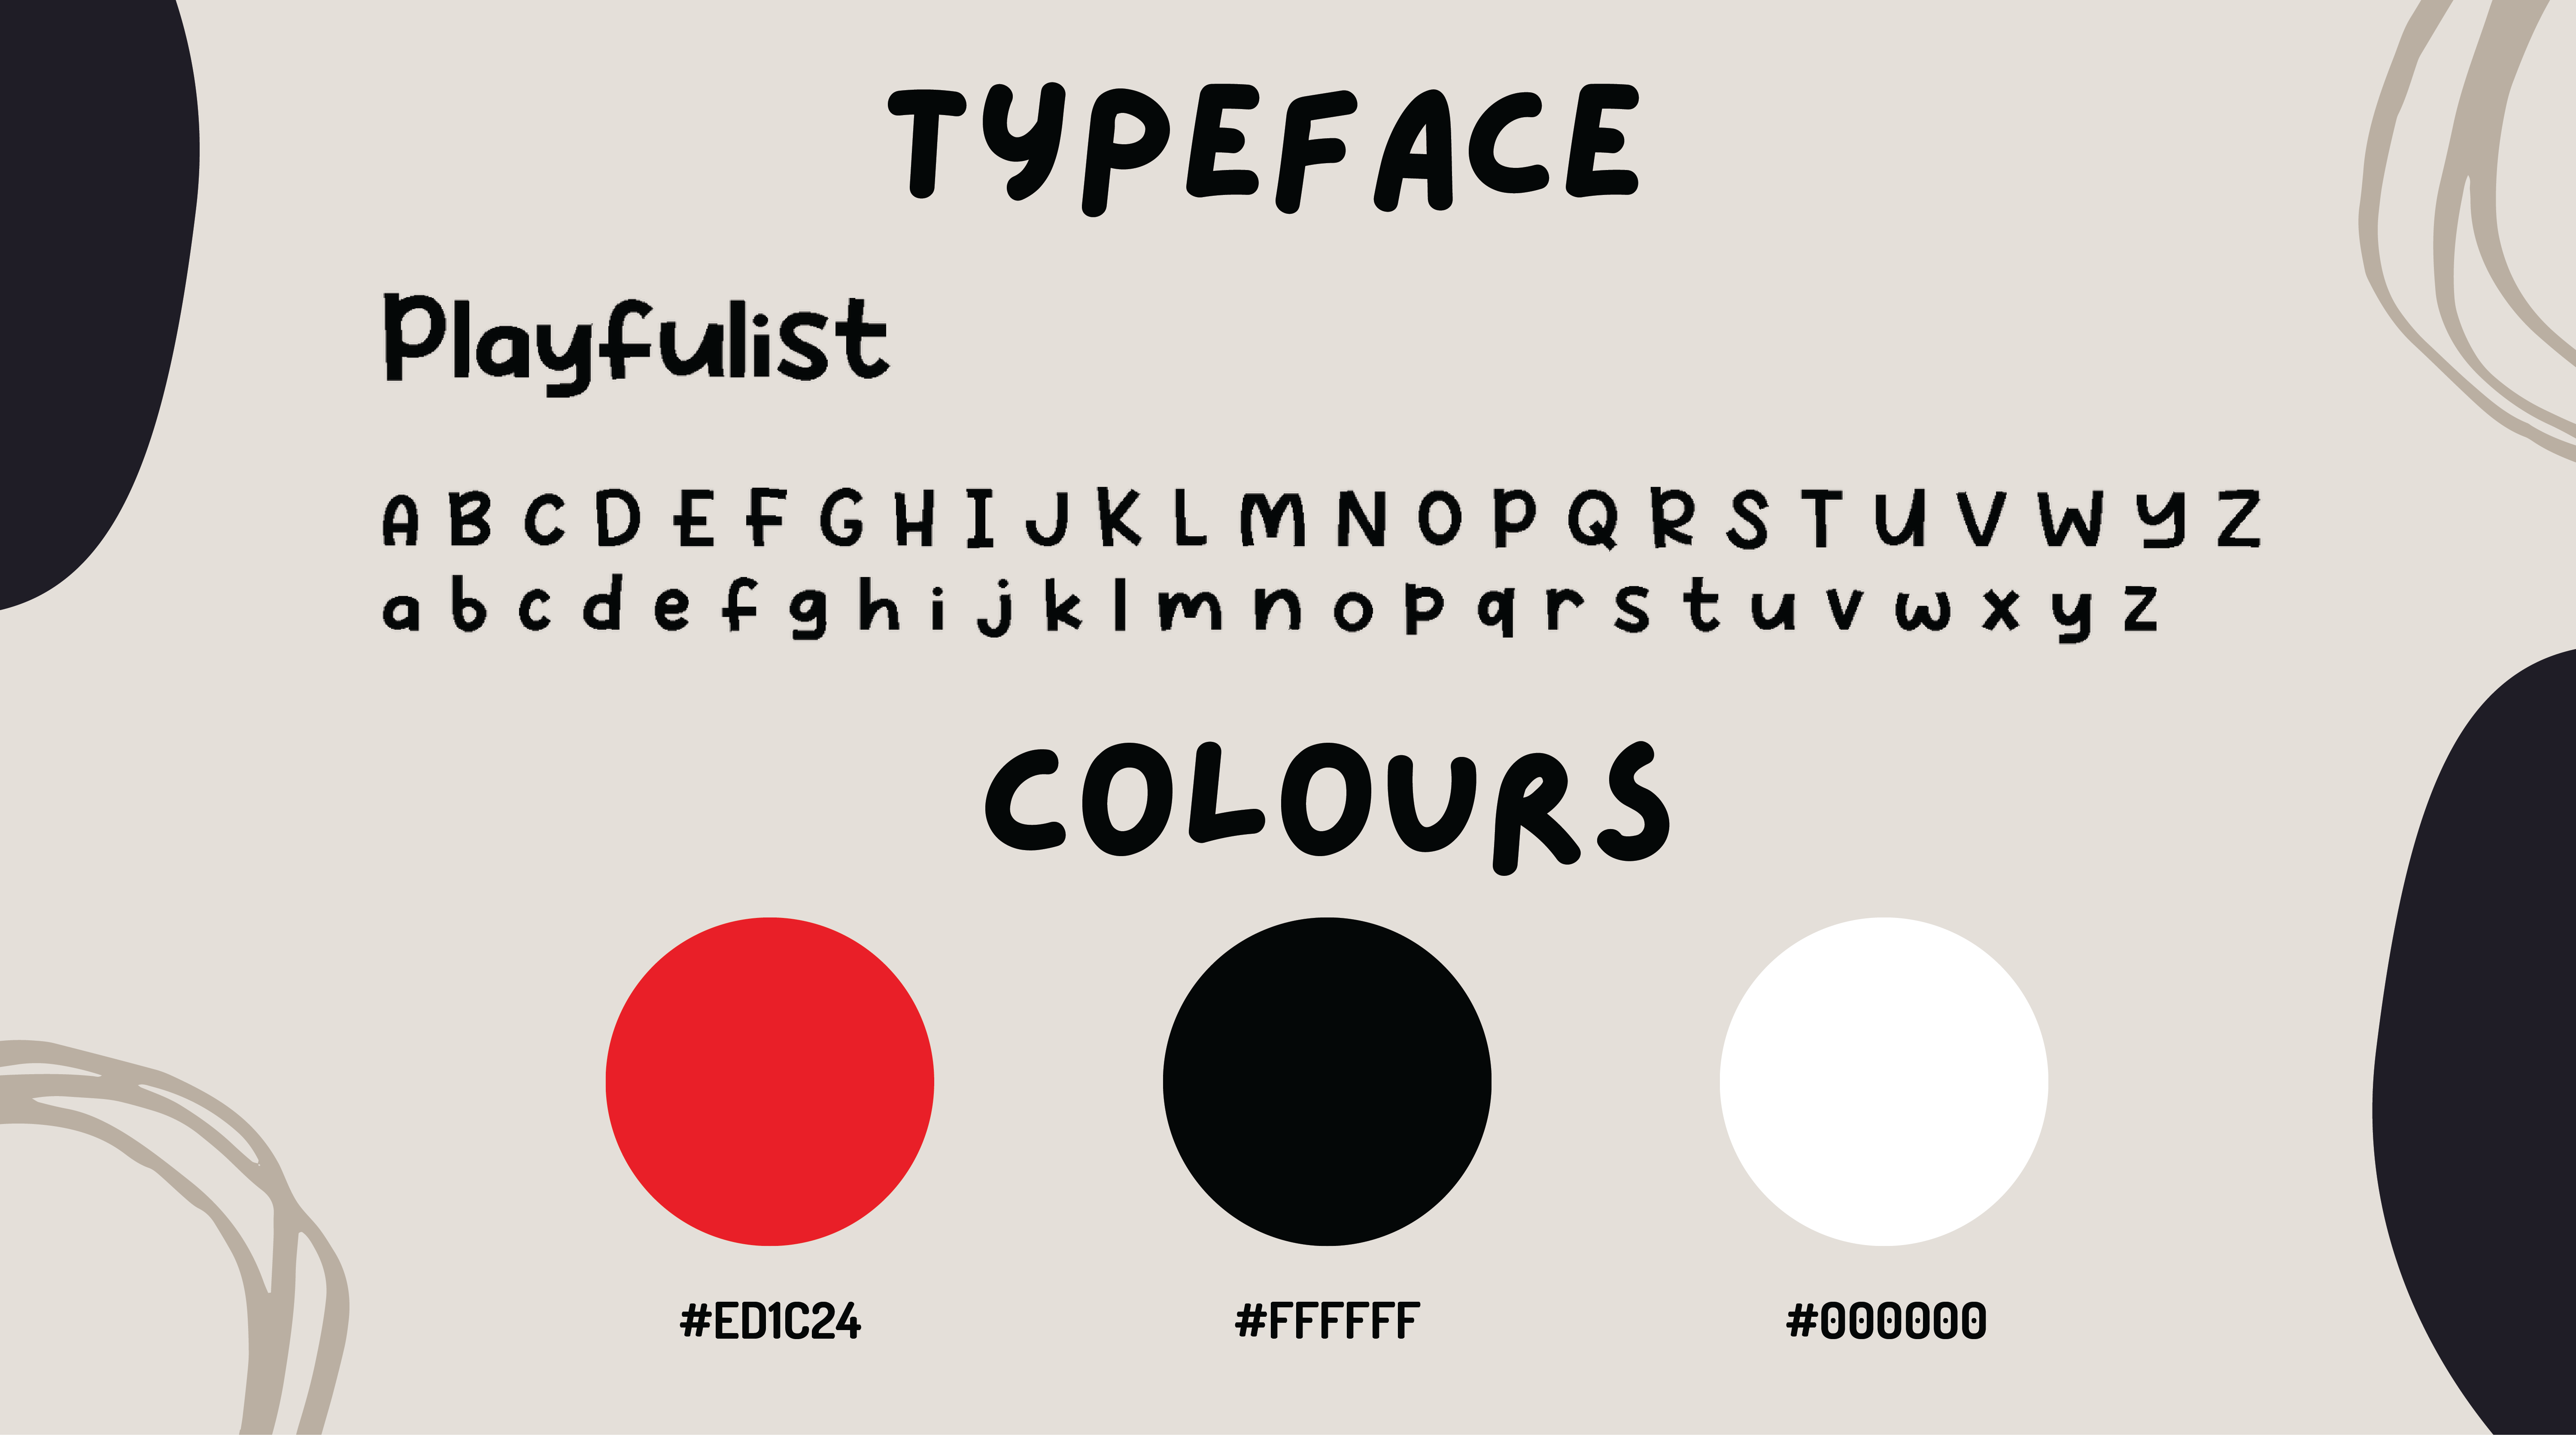 TYPEFACE
Playfulist
A B C D E F G H I J K L M N O P Q R S T U V W Y Z
a b c d e f g h i j k l m n o p q r s t u v w x y z
COLOURS
#ED1C24
#FFFFFF
#000000